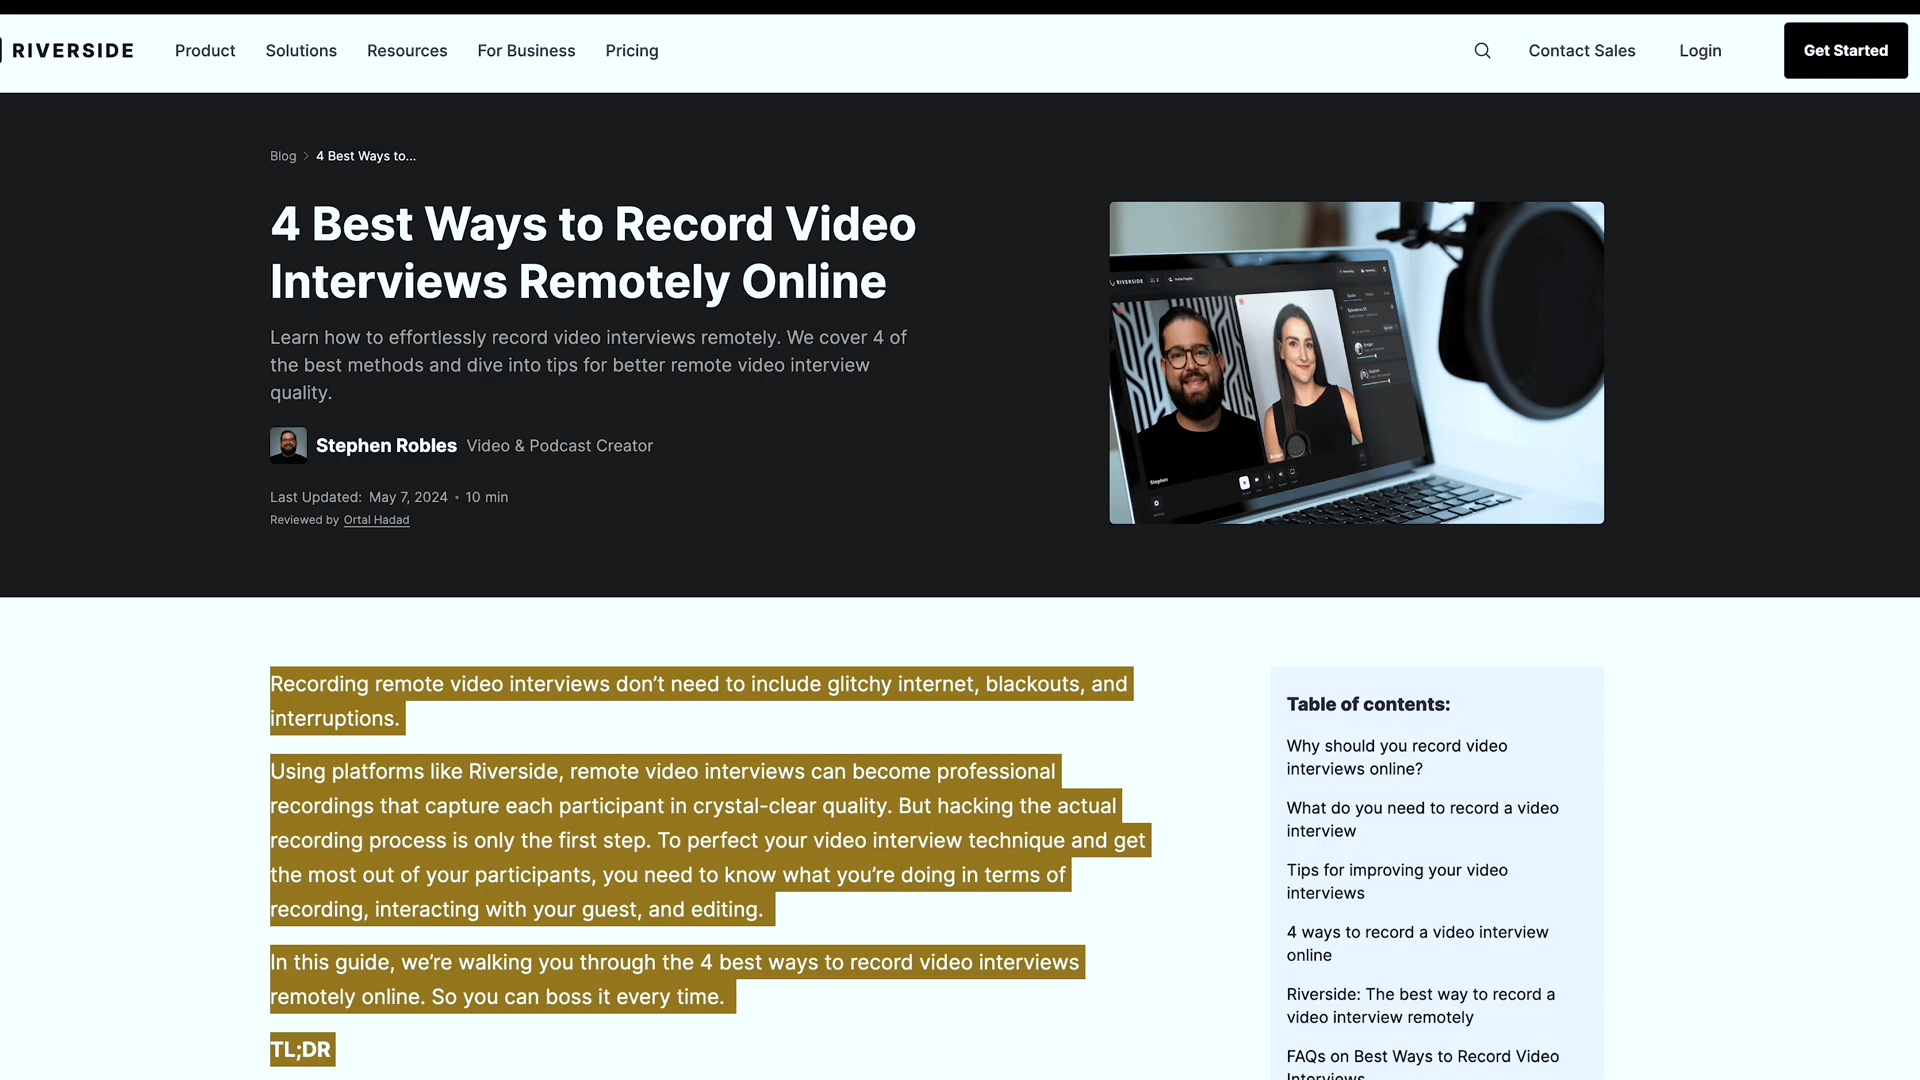 RIVERSIDE
Product
Solutions
Resources
For Business
Pricing
Contact Sales
Login
Get Started
Blog
4 Best Ways to...
4 Best Ways to Record Video
Interviews Remotely Online
Learn how to effortlessly record video interviews remotely. We cover 4 of
the best methods and dive into tips for better remote video interview
quality.
Stephen Robles Video & Podcast Creator
Last Updated: May 7, 2024 • 10 min
Reviewed by Ortal Hadad
RIVERSIDE
Stephen
Recording remote video interviews don’t need to include glitchy internet, blackouts, and
interruptions.
Using platforms like Riverside, remote video interviews can become professional
recordings that capture each participant in crystal-clear quality. But hacking the actual
recording process is only the first step. To perfect your video interview technique and get
the most out of your participants, you need to know what you’re doing in terms of
recording, interacting with your guest, and editing.
In this guide, we’re walking you through the 4 best ways to record video interviews
remotely online. So you can boss it every time.
TL;DR
Table of contents:
Why should you record video
interviews online?
What do you need to record a video
interview
Tips for improving your video
interviews
4 ways to record a video interview
online
Riverside: The best way to record a
video interview remotely
FAQs on Best Ways to Record Video
Interviews